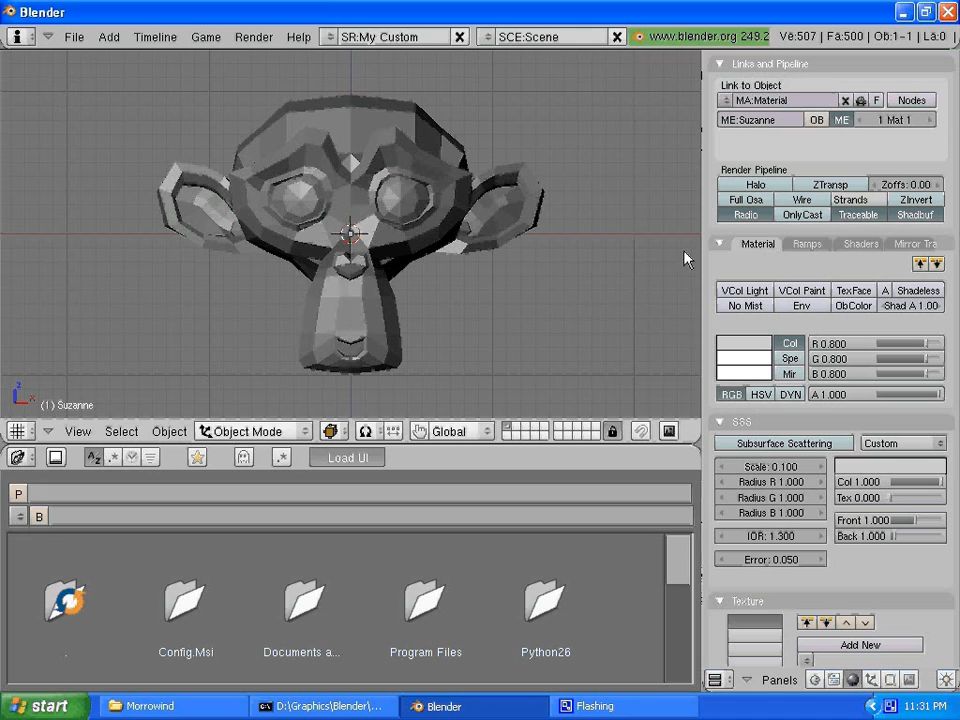 Blender
File Add Timeline Game Render Help SR:My Custom SCE:Scene www.blender.org 249.2 Ve:507 | Fa:500 | Ob:1-1 | La:0
Links and Pipeline
Link to Object
MA:Material F Nodes
ME:Suzanne OB ME 1 Mat 1
Render Pipeline
Halo ZTransp Zoffs: 0.00
Full Osa Wire Strands ZInvert
Radio OnlyCast Traceable Shadbuf
Material Ramps Shaders Mirror Tra
VCol Light VCol Paint TexFace A Shadeless
No Mist Env ObColor Shad A 1.00
Col R 0.800
Spe G 0.800
Mir B 0.800
RGB HSV DYN A 1.000
SSS
Subsurface Scattering Custom
Scale: 0.100
Radius R 1.000 Col 1.000
Radius G 1.000 Tex 0.000
Radius B 1.000
Front 1.000
IOR: 1.300 Back 1.000
Error: 0.050
Texture
Add New
Panels
z
x
(1) Suzanne
View Select Object Object Mode Global
Load UI
P
B
.
Config.Msi
Documents a...
Program Files
Python26
start Morrowind D:\Graphics\Blender\... Blender Flashing 11:31 PM